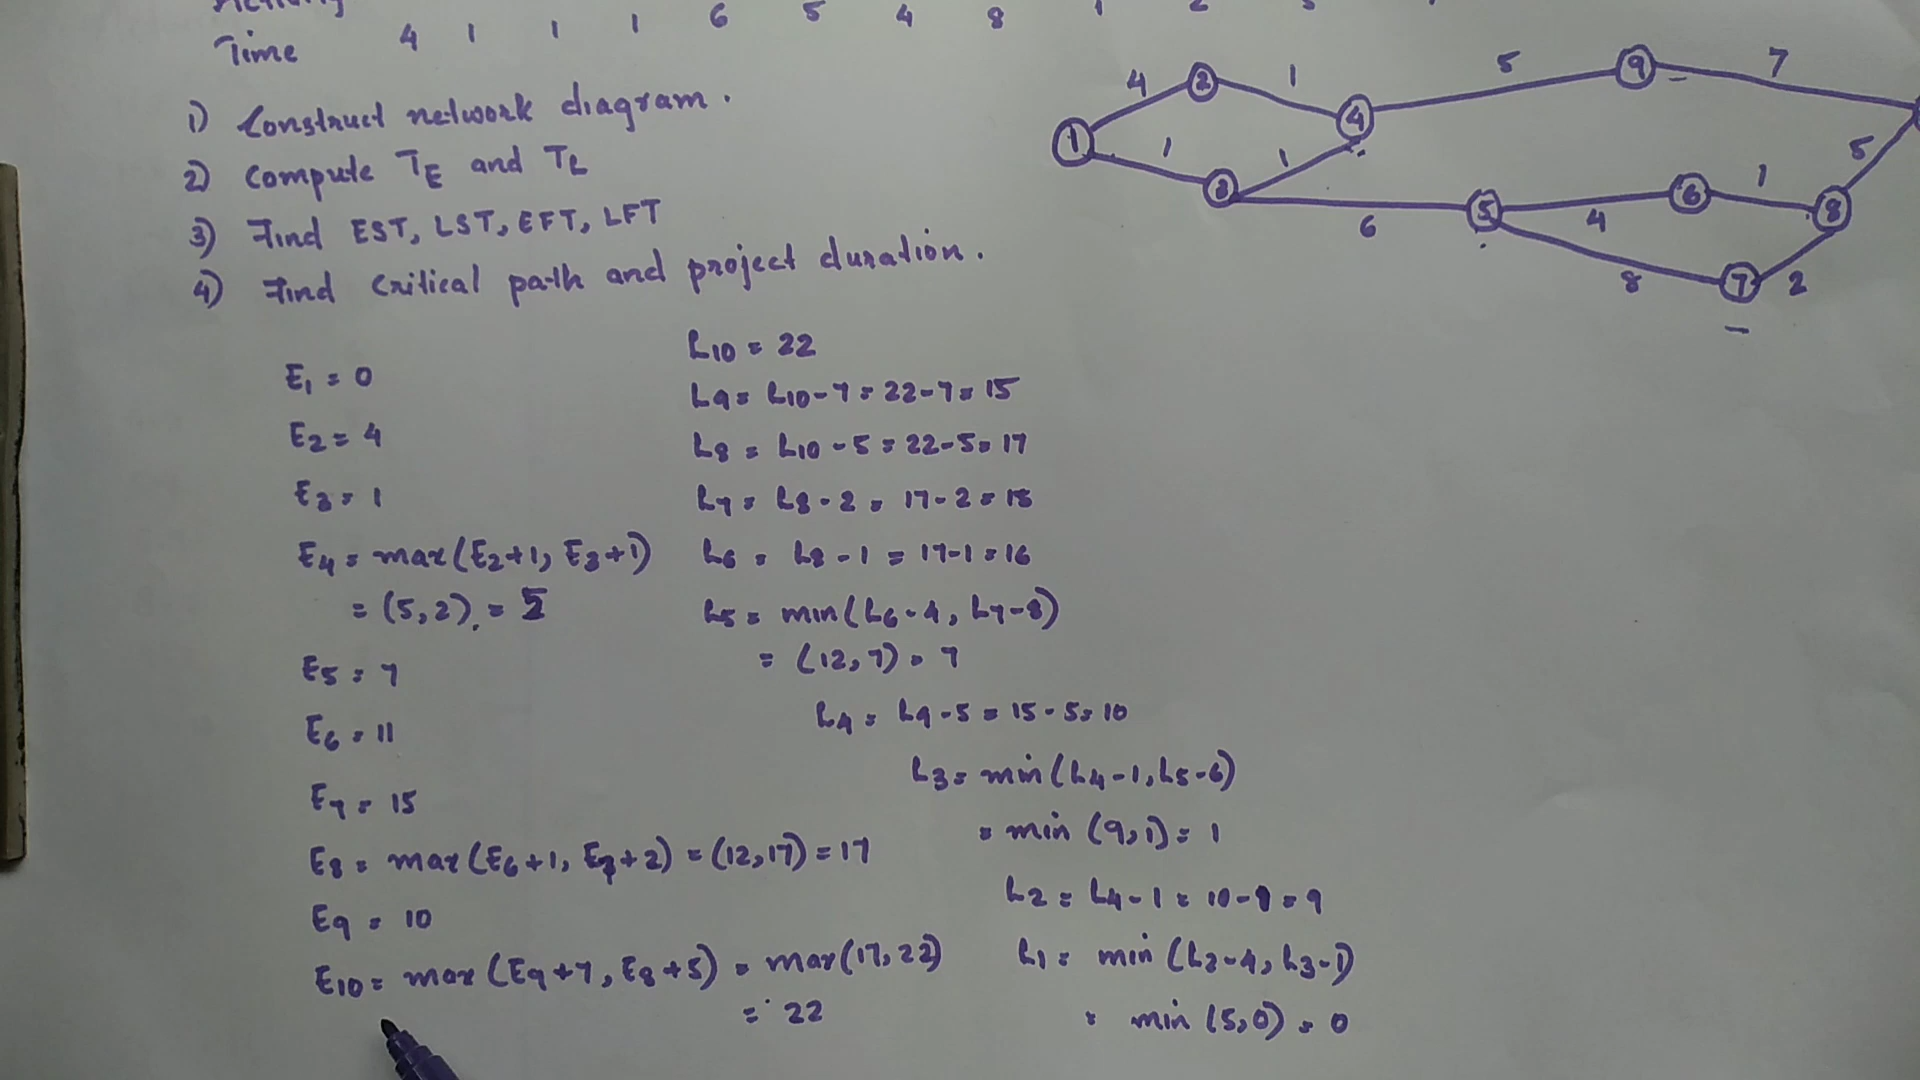 Time 4 1 1 1 6 5 4 8 1 2
1) Construct network diagram.
2) Compute TE and TL
3) Find EST, LST, EFT, LFT
4) Find Critical path and project duration.
4 1 5 7
1 2 4 9
1 1 5
3 6 5 4 6 1 8
8 7 2
E1 = 0
E2 = 4
E3 = 1
E4 = max(E2+1, E3+1)
= (5,2) = 5
E5 = 7
E6 = 11
E7 = 15
E8 = max(E6+1, E7+2) = (12,17) = 17
E9 = 10
E10 = max(E9+7, E8+5) = max(17,22)
= 22
L10 = 22
L9 = L10-7 = 22-7 = 15
L8 = L10-5 = 22-5 = 17
L7 = L8-2 = 17-2 = 15
L6 = L8-1 = 17-1 = 16
L5 = min(L6-4, L7-8)
= (12,7) = 7
L4 = L9-5 = 15-5 = 10
L3 = min(L4-1, L5-6)
= min (9,1) = 1
L2 = L4-1 = 10-1 = 9
L1 = min (L2-4, L3-1)
= min (5,0) = 0